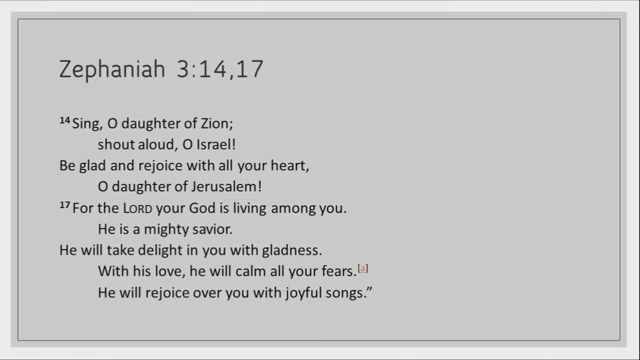 Zephaniah 3:14,17
14 Sing, O daughter of Zion;
shout aloud, O Israel!
Be glad and rejoice with all your heart,
O daughter of Jerusalem!
17 For the LORD your God is living among you.
He is a mighty savior.
He will take delight in you with gladness.
With his love, he will calm all your fears.[a]
He will rejoice over you with joyful songs.”